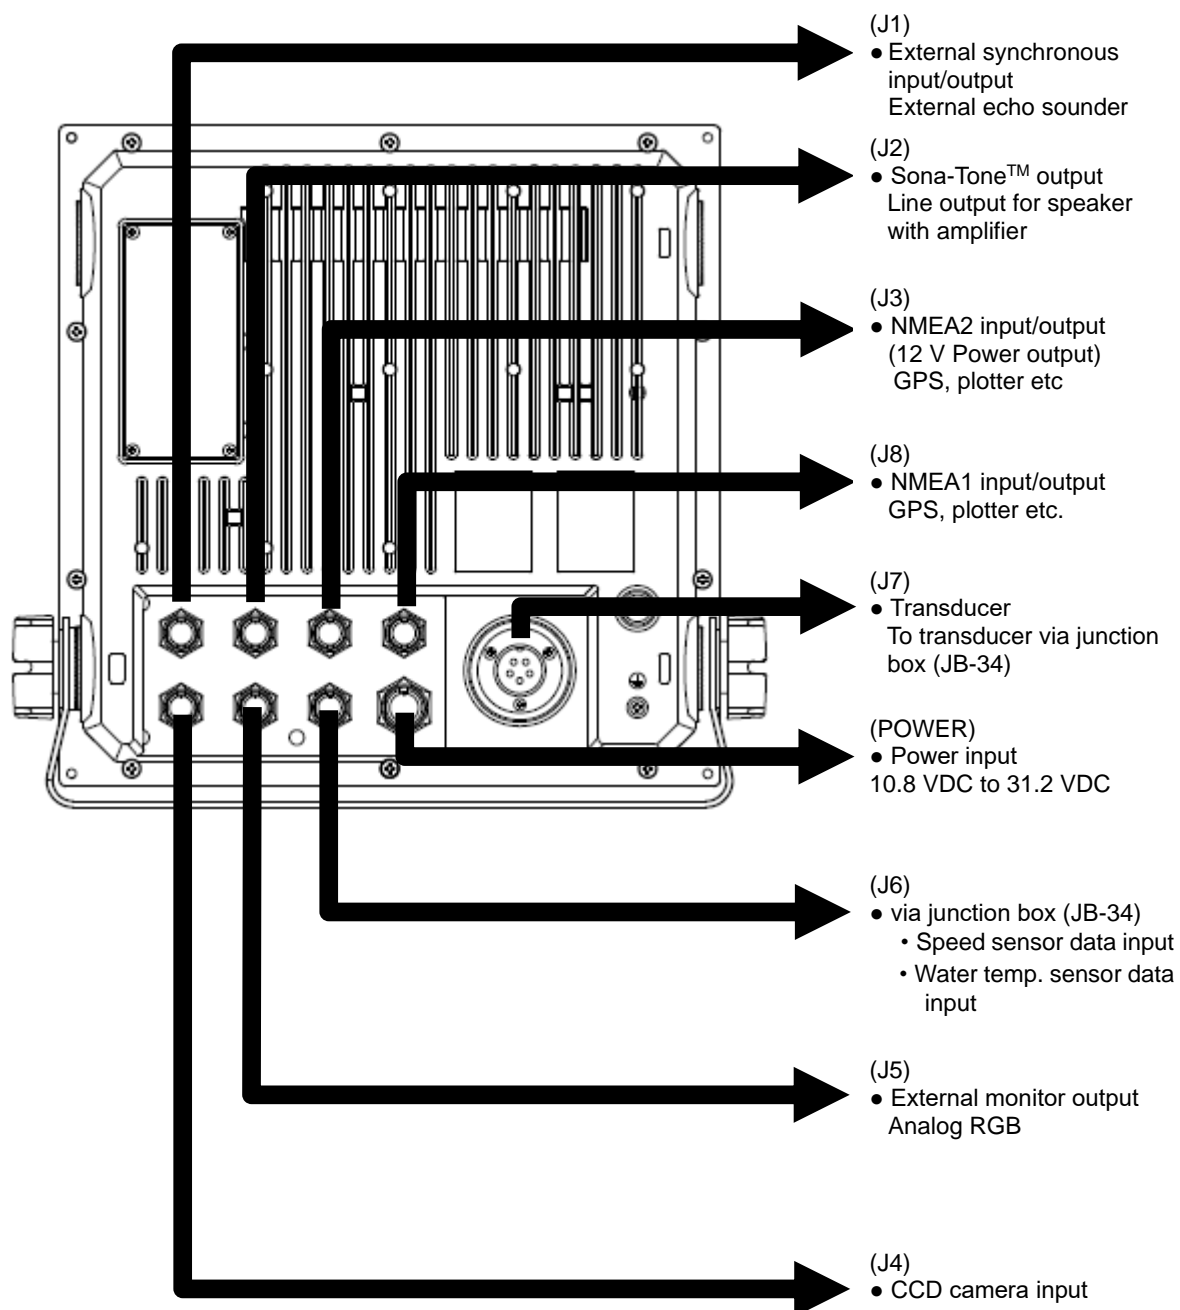 (J1)
● External synchronous
input/output
External echo sounder
(J2)
● Sona-Tone™ output
Line output for speaker
with amplifier
(J3)
● NMEA2 input/output
(12 V Power output)
GPS, plotter etc
(J8)
● NMEA1 input/output
GPS, plotter etc.
(J7)
● Transducer
To transducer via junction
box (JB-34)
(POWER)
● Power input
10.8 VDC to 31.2 VDC
(J6)
● via junction box (JB-34)
・Speed sensor data input
・Water temp. sensor data
input
(J5)
● External monitor output
Analog RGB
(J4)
● CCD camera input